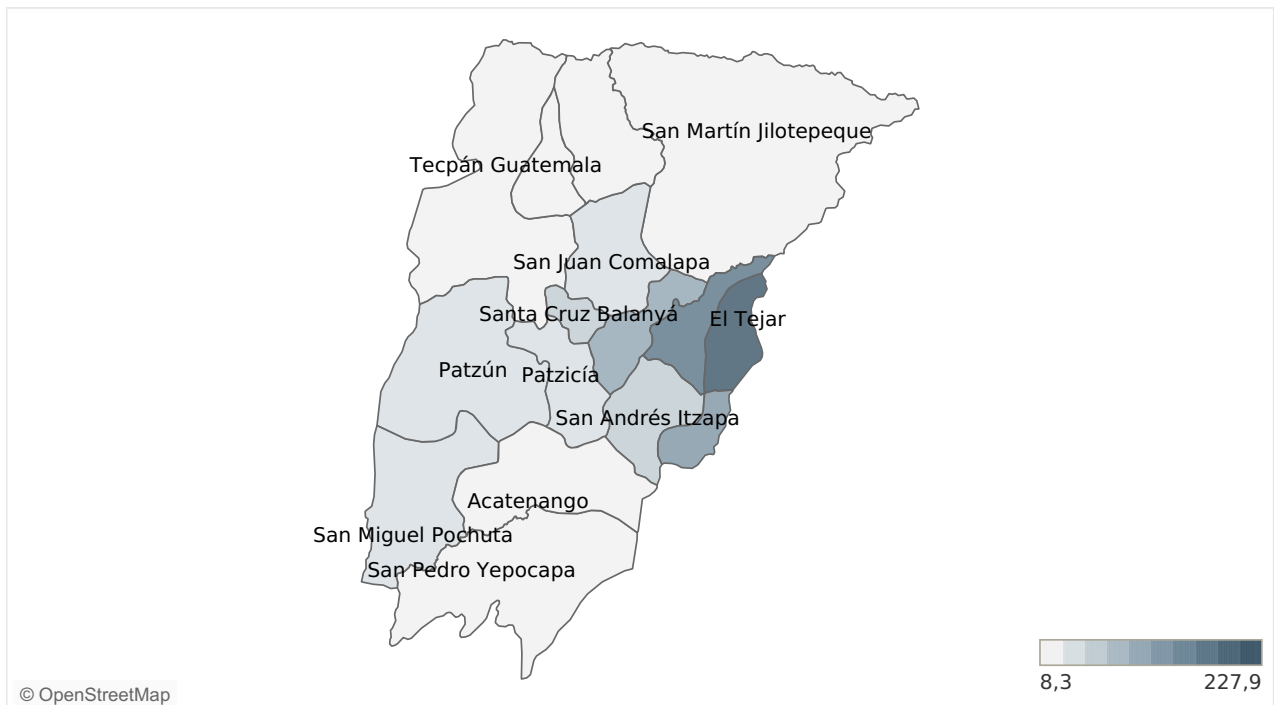 San Martín Jilotepeque
Tecpán Guatemala
San Juan Comalapa
Santa Cruz Balanyá
El Tejar
Patzún
Patzicía
San Andrés Itzapa
Acatenango
San Miguel Pochuta
San Pedro Yepocapa
8,3
227,9
© OpenStreetMap